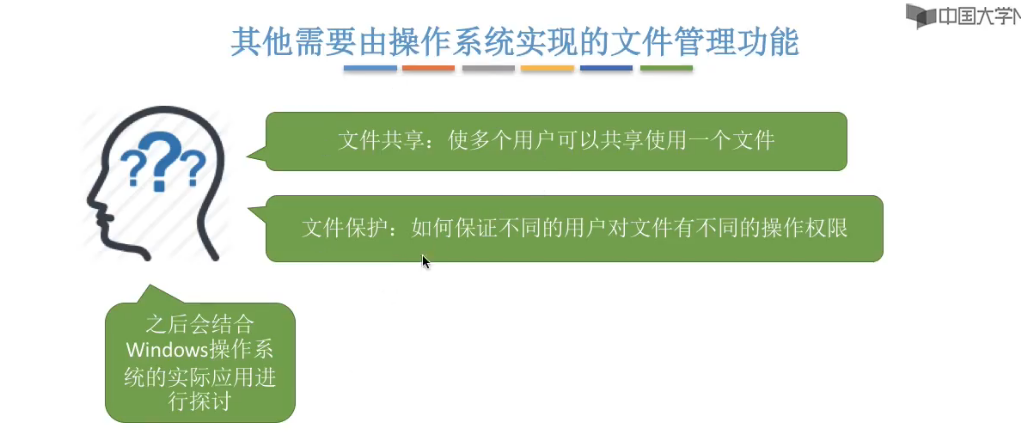 中国大学M
其他需要由操作系统实现的文件管理功能
???
文件共享：使多个用户可以共享使用一个文件
文件保护：如何保证不同的用户对文件有不同的操作权限
之后会结合
Windows操作系
统的实际应用进
行探讨